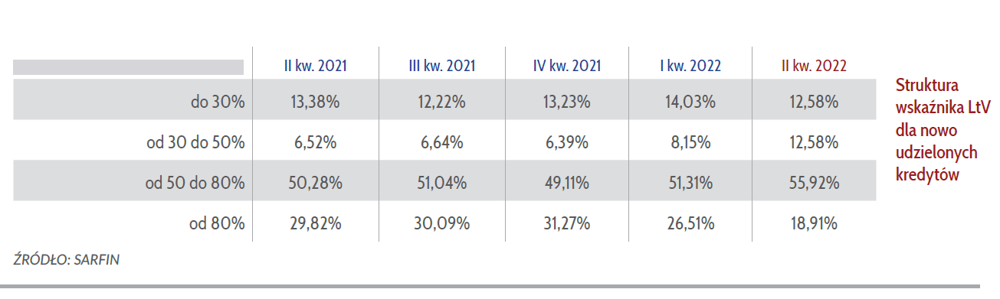 II kw. 2021 III kw. 2021 IV kw. 2021 I kw. 2022 II kw. 2022
do 30% 13,38% 12,22% 13,23% 14,03% 12,58%
od 30 do 50% 6,52% 6,64% 6,39% 8,15% 12,58%
od 50 do 80% 50,28% 51,04% 49,11% 51,31% 55,92%
od 80% 29,82% 30,09% 31,27% 26,51% 18,91%
Struktura
wskaźnika LtV
dla nowo
udzielonych
kredytów
ŹRÓDŁO: SARFIN